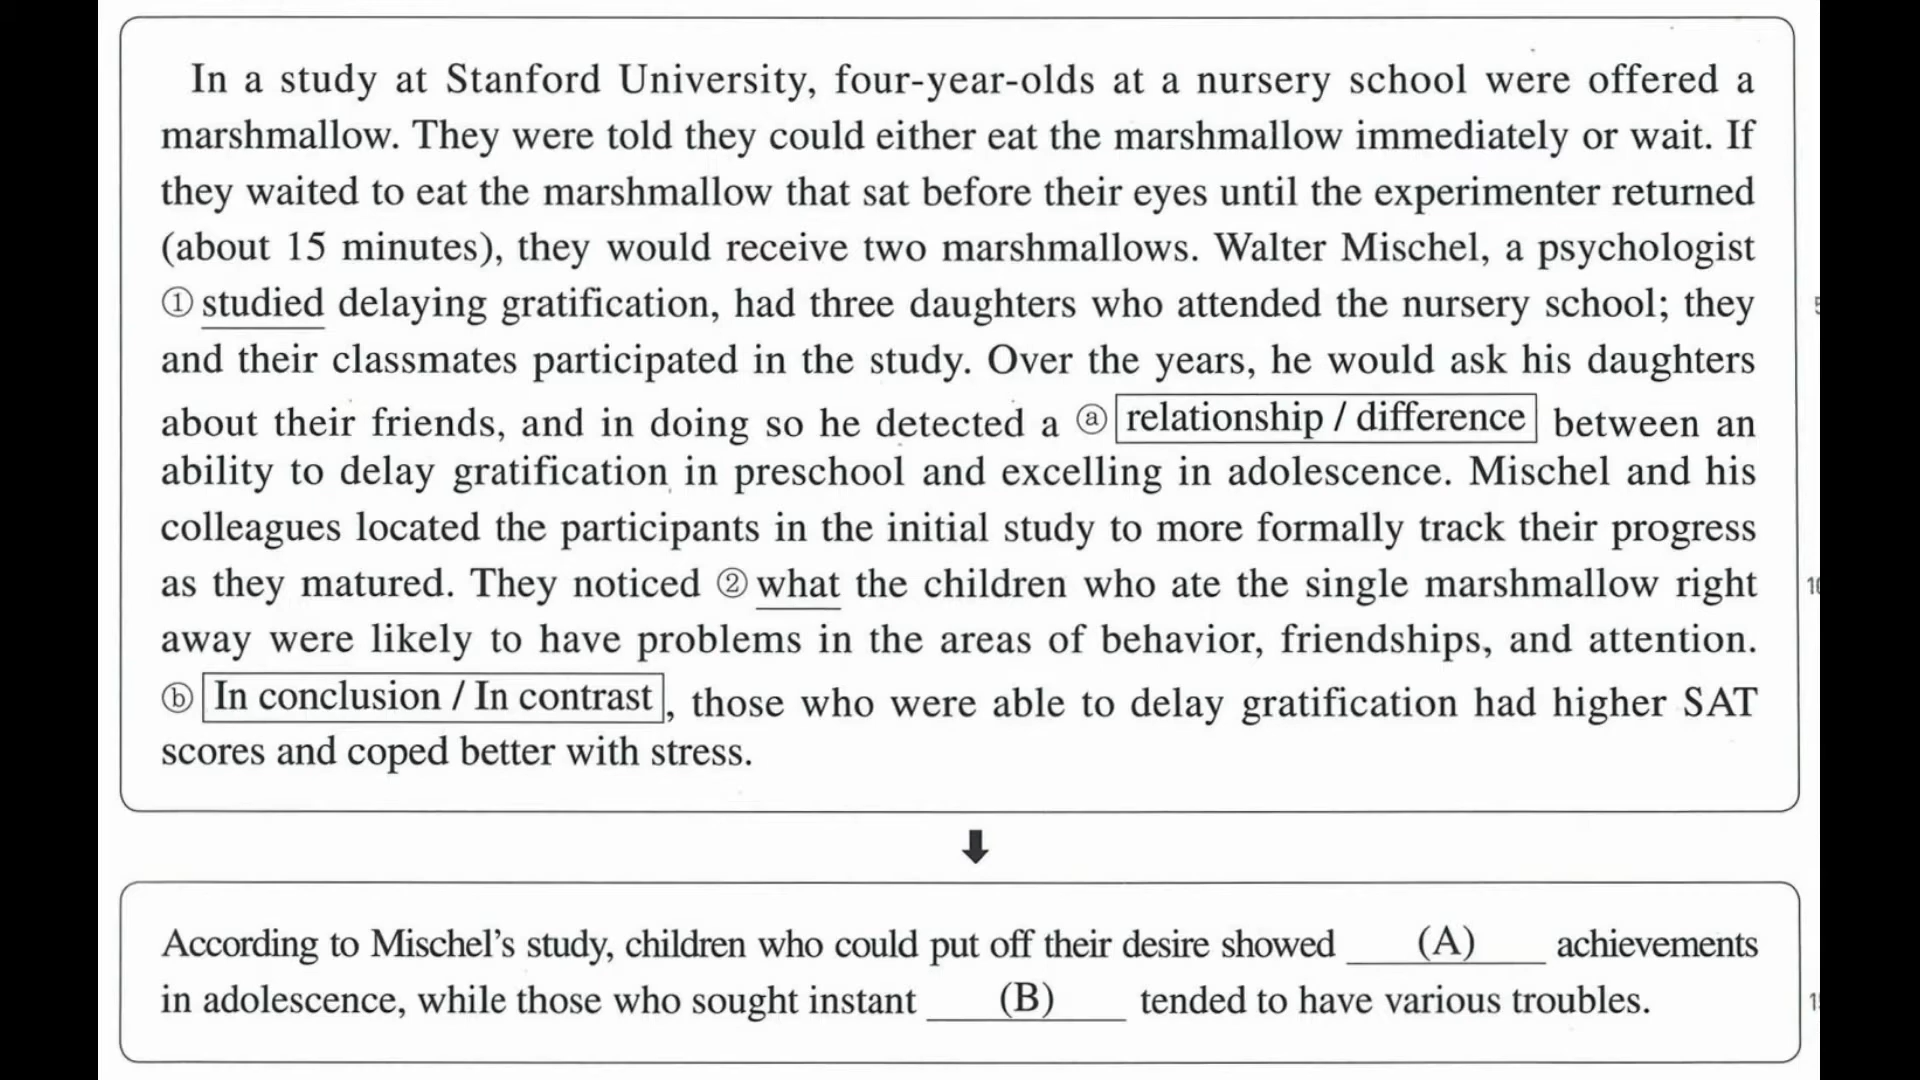 In a study at Stanford University, four-year-olds at a nursery school were offered a
marshmallow. They were told they could either eat the marshmallow immediately or wait. If
they waited to eat the marshmallow that sat before their eyes until the experimenter returned
(about 15 minutes), they would receive two marshmallows. Walter Mischel, a psychologist
① studied delaying gratification, had three daughters who attended the nursery school; they
and their classmates participated in the study. Over the years, he would ask his daughters
about their friends, and in doing so he detected a ⓐ relationship / difference between an
ability to delay gratification in preschool and excelling in adolescence. Mischel and his
colleagues located the participants in the initial study to more formally track their progress
as they matured. They noticed ② what the children who ate the single marshmallow right
away were likely to have problems in the areas of behavior, friendships, and attention.
ⓑ In conclusion / In contrast, those who were able to delay gratification had higher SAT
scores and coped better with stress.
According to Mischel's study, children who could put off their desire showed (A) achievements
in adolescence, while those who sought instant (B) tended to have various troubles.